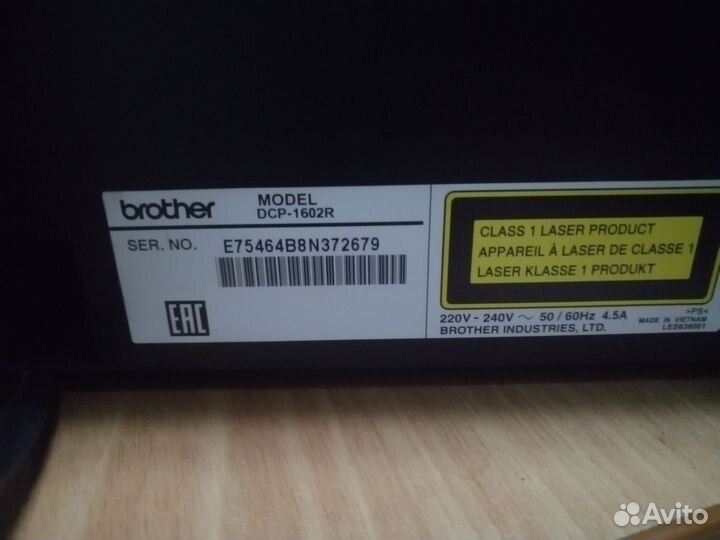 brother
MODEL
DCP-1602R
SER. NO. E75464B8N372679
EAC
CLASS 1 LASER PRODUCT
APPAREIL À LASER DE CLASSE 1
LASER KLASSE 1 PRODUKT
220V - 240V ∼ 50 / 60Hz 4.5A
BROTHER INDUSTRIES, LTD.
>PS<
MADE IN VIETNAM
LES638001
Avito